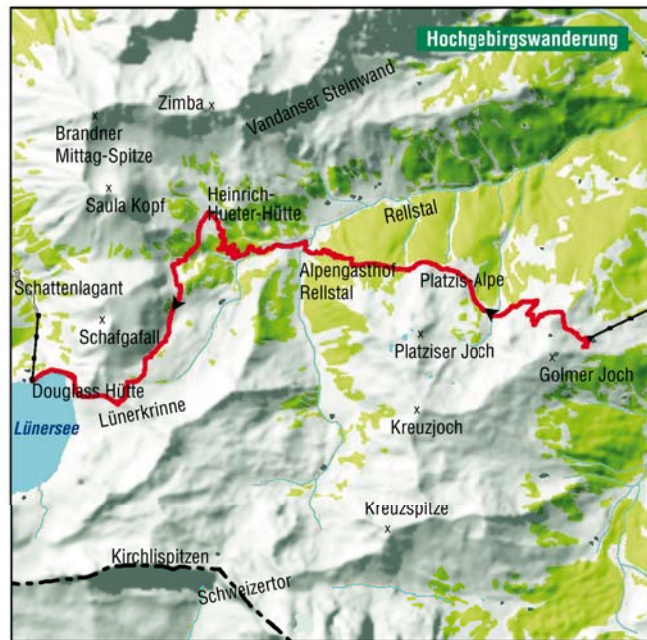 Hochgebirgswanderung
Zimba
Vandanser Steinwand
Brandner
Mittag-Spitze
Saula Kopf
Heinrich-
Hueter-Hütte
Rellstal
Schattenlagant
Alpengasthof
Rellstal
Platzis-Alpe
Schafgafall
Platziser Joch
Golmer Joch
Douglass Hütte
Lünerkrinne
Lünersee
Kreuzjoch
Kreuzspitze
Kirchlispitzen
Schweizertor